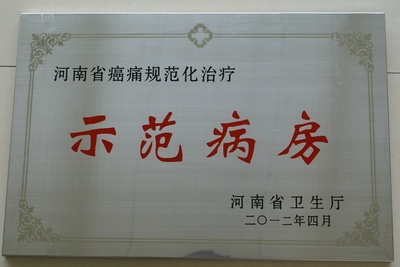 河南省癌痛规范化治疗
示范病房
河南省卫生厅
二〇一二年四月